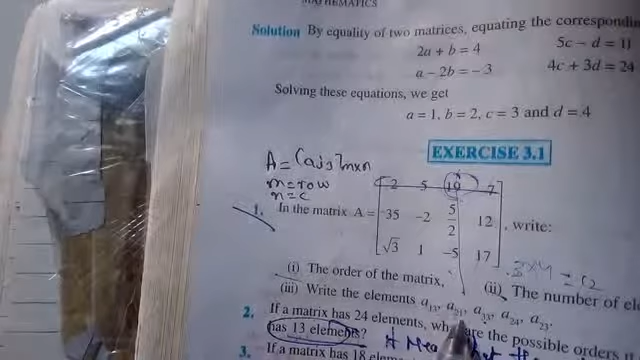 MATHEMATICS
Solution By equality of two matrices, equating the
2a + b = 4 5c – d = 11
a – 2b = – 3 4c + 3d = 24
Solving these equations, we get
a = 1, b = 2, c = 3 and d = 4
EXERCISE 3.1
A = [aij]m×n
m = row
n = c
1. In the matrix A = [2 5 19 7
35 –2 5/2 12
√3 1 –5 17], write:
3×4 = 12
(i) The order of the matrix, (ii) The number of
(iii) Write the elements a13, a21, a33, a24, a23.
2. If a matrix has 24 elements, are the possible orders
has 13 elements?
3. If a matrix has 18